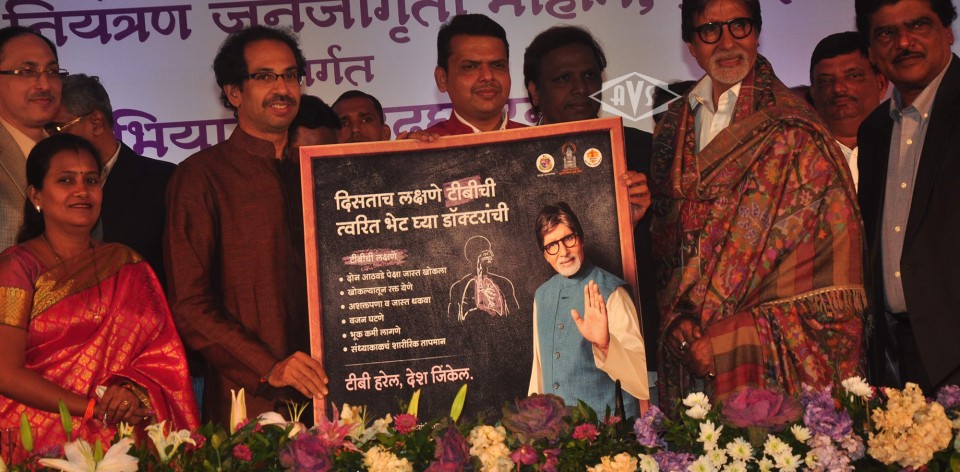 नियंत्रण जनजागृती मोहीम,
र्गत
भिया
AVS
दिसताच लक्षणे टीबीची
त्वरित भेट घ्या डॉक्टरांची
टीबीची लक्षणे
• दोन आठवडे पेक्षा जास्त खोकला
• खोकल्यातून रक्त येणे
• अशक्तपणा व जास्त थकवा
• वजन घटणे
• भूक कमी लागणे
• संध्याकाळचं शारीरिक तापमान
टीबी हरेल, देश जिंकेल.